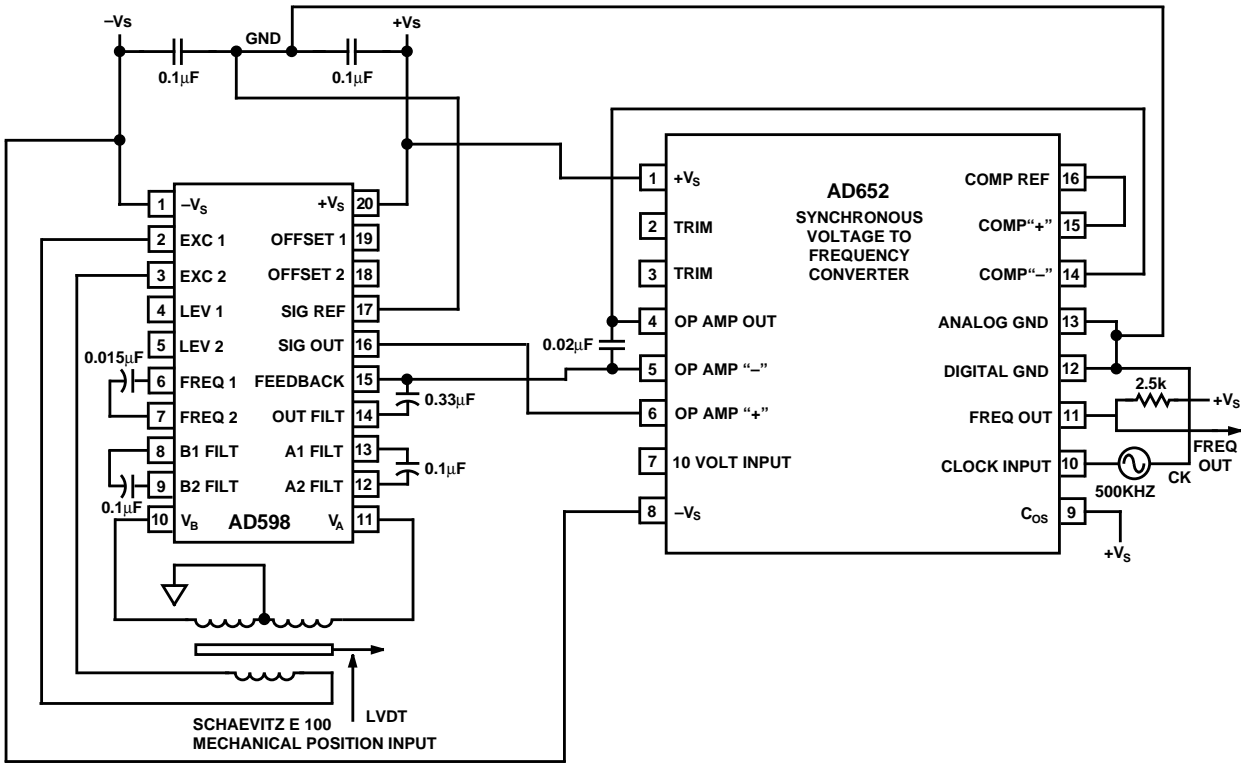 –Vs
+Vs
GND
0.1µF
0.1µF
1
–VS
+VS
20
2
EXC 1
OFFSET 1
19
3
EXC 2
OFFSET 2
18
4
LEV 1
SIG REF
17
5
LEV 2
SIG OUT
16
0.015µF
6
FREQ 1
FEEDBACK
15
0.33µF
7
FREQ 2
OUT FILT
14
8
B1 FILT
A1 FILT
13
0.1µF
9
B2 FILT
A2 FILT
12
0.1µF
10
VB
AD598
VA
11
SCHAEVITZ E 100
MECHANICAL POSITION INPUT
LVDT
0.02µF
AD652
SYNCHRONOUS
VOLTAGE TO
FREQUENCY
CONVERTER
1
+VS
2
TRIM
3
TRIM
4
OP AMP OUT
5
OP AMP “–”
6
OP AMP “+”
7
10 VOLT INPUT
8
–VS
COMP REF
16
COMP“+”
15
COMP“–”
14
ANALOG GND
13
DIGITAL GND
12
FREQ OUT
11
CLOCK INPUT
10
COS
9
2.5k
+VS
FREQ
OUT
500KHZ
CK
+VS